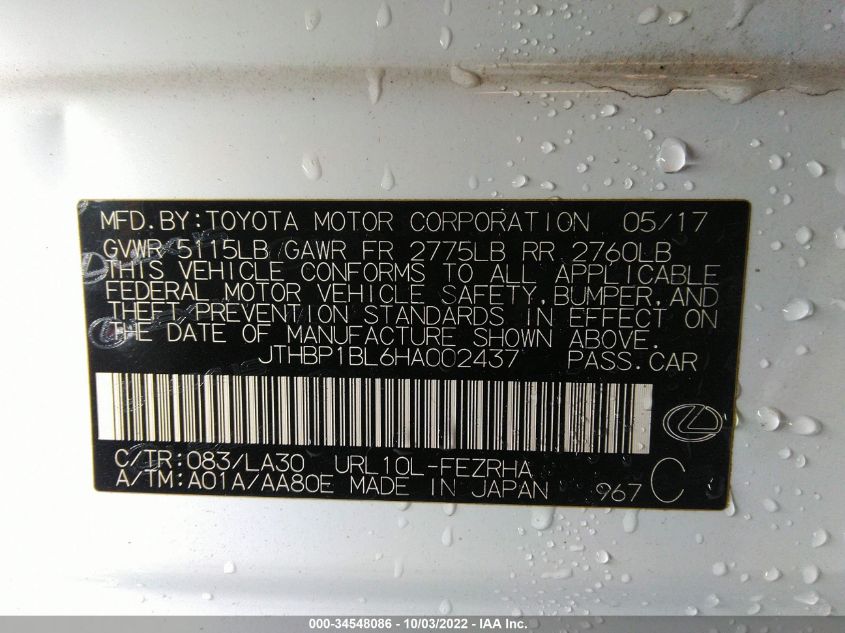 MFD.BY:TOYOTA MOTOR CORPORATION 05/17
GVWR 5115LB GAWR FR 2775LB RR 2760LB
THIS VEHICLE CONFORMS TO ALL APPLICABLE
FEDERAL MOTOR VEHICLE SAFETY,BUMPER,AND
THEFT PREVENTION STANDARDS IN EFFECT ON
THE DATE OF MANUFACTURE SHOWN ABOVE.
JTHBP1BL6HA002437 PASS.CAR
C/TR:083/LA30 URL10L-FEZRHA
A/TM:A01A/AA80E MADE IN JAPAN 967 C
000-34548086 - 10/03/2022 - IAA Inc.